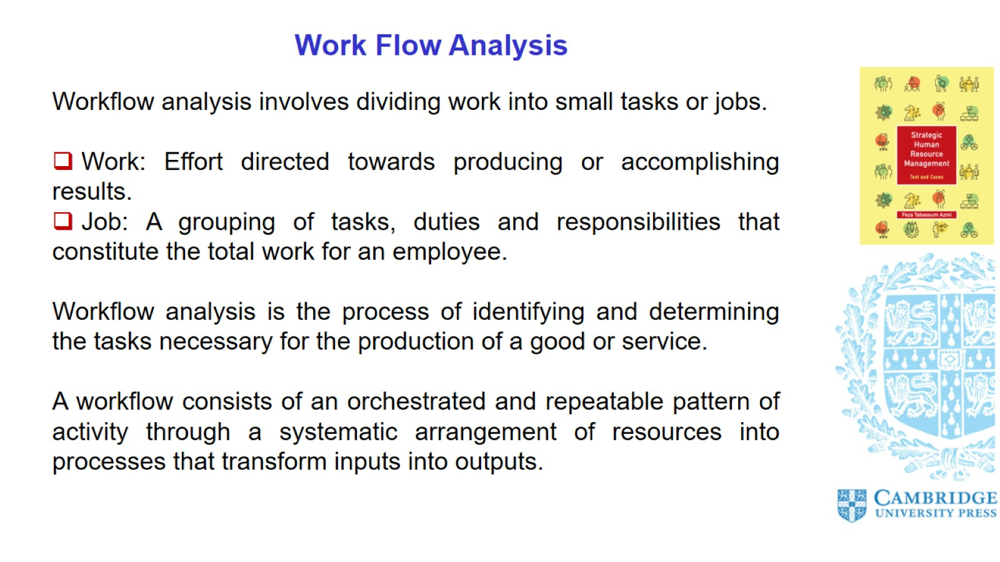 Work Flow Analysis
Workflow analysis involves dividing work into small tasks or jobs.
❑ Work: Effort directed towards producing or accomplishing
results.
❑ Job: A grouping of tasks, duties and responsibilities that
constitute the total work for an employee.
Workflow analysis is the process of identifying and determining
the tasks necessary for the production of a good or service.
A workflow consists of an orchestrated and repeatable pattern of
activity through a systematic arrangement of resources into
processes that transform inputs into outputs.
Strategic
Human
Resource
Management
Text and Cases
Feza Tabassum Azmi
CAMBRIDGE
UNIVERSITY PRESS